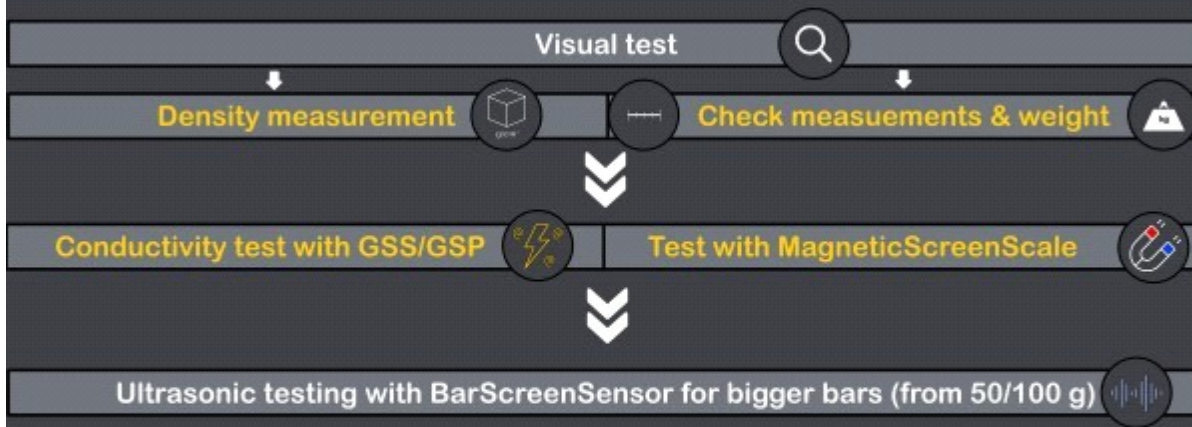 Visual test
Density measurement
Check measuements & weight
Conductivity test with GSS/GSP
Test with MagneticScreenScale
Ultrasonic testing with BarScreenSensor for bigger bars (from 50/100 g)